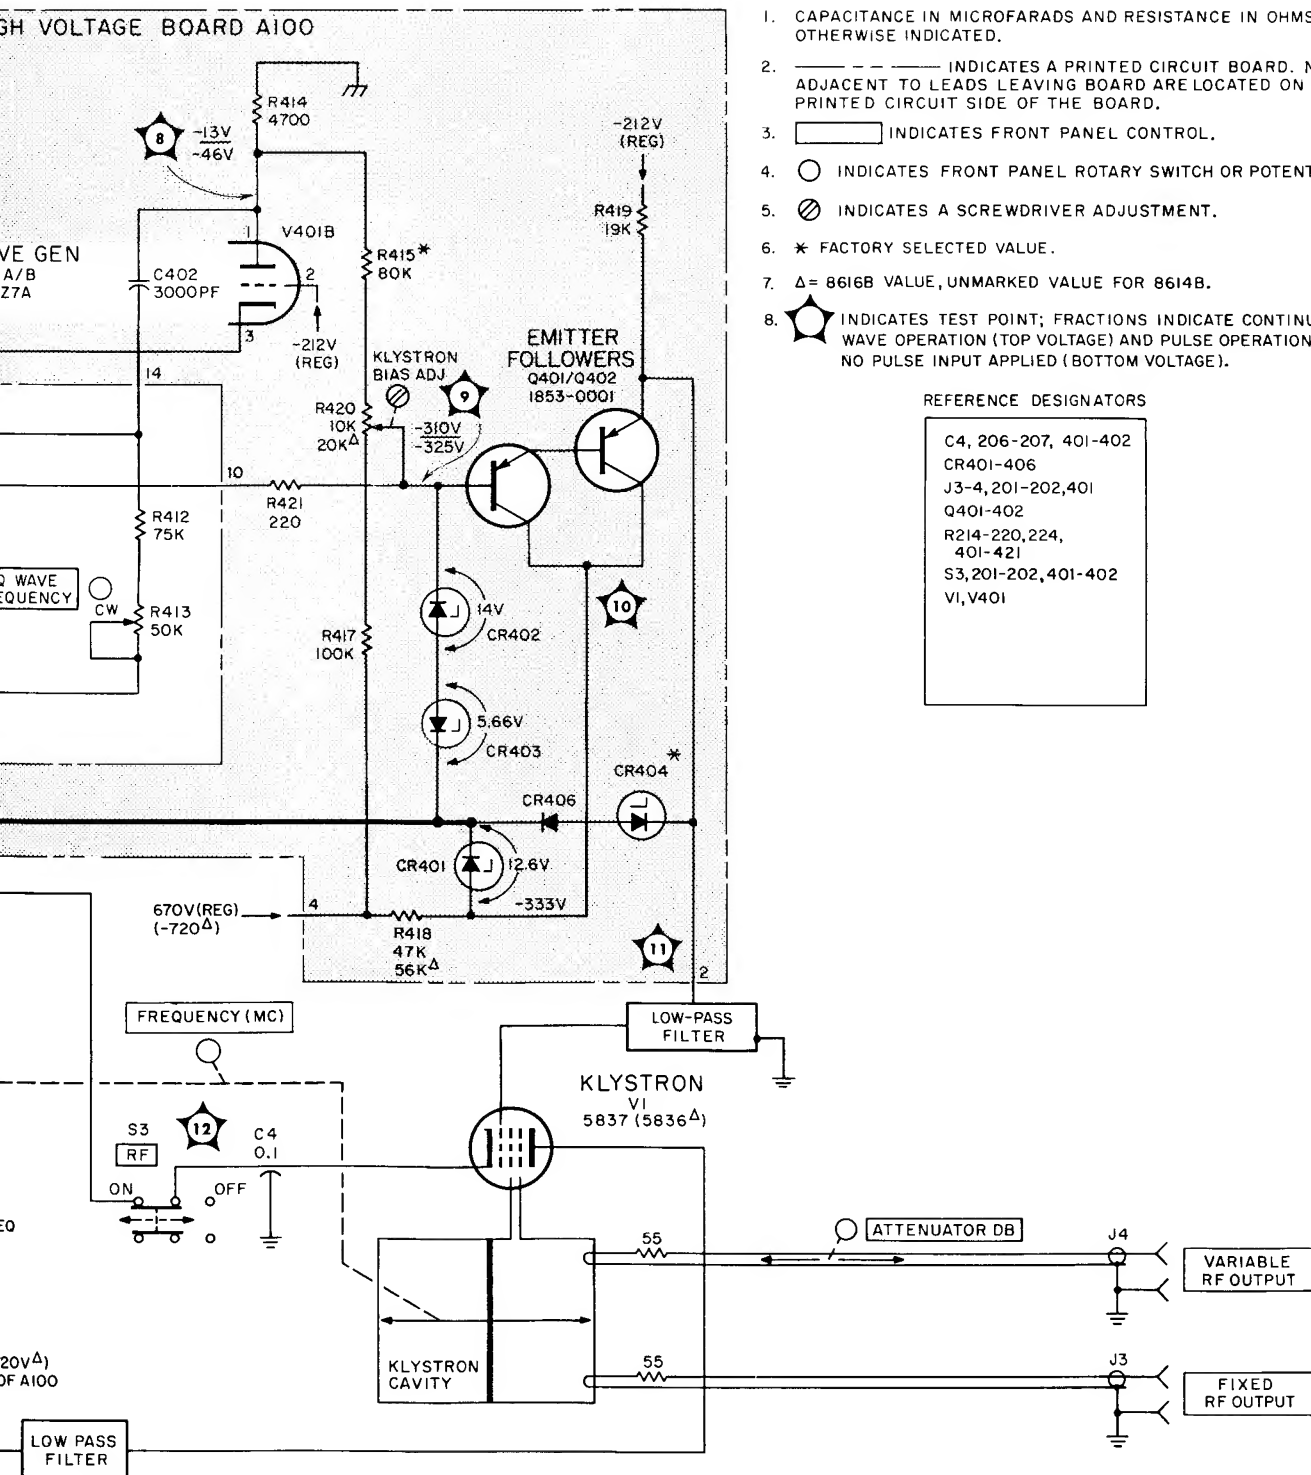 GH VOLTAGE BOARD A100
R414
4700
8
-13V
-46V
-212V
(REG)
R419
19K
VE GEN
A/B
Z7A
C402
3000PF
1
V401B
2
3
-212V
(REG)
R415*
80K
14
KLYSTRON
BIAS ADJ
R420
10K
20KΔ
9
-310V
-325V
EMITTER
FOLLOWERS
Q401/Q402
1853-0001
10
R421
220
R412
75K
Q WAVE
EQUENCY
CW
R413
50K
R417
100K
14V
CR402
10
5.66V
CR403
CR404*
CR406
CR401
12.6V
-333V
670V(REG)
(-720Δ)
4
R418
47K
56KΔ
11
2
FREQUENCY (MC)
LOW-PASS
FILTER
KLYSTRON
V1
5837 (5836Δ)
S3
RF
12
C4
0.1
ON
OFF
EQ
55
ATTENUATOR DB
J4
VARIABLE
RF OUTPUT
KLYSTRON
CAVITY
55
J3
FIXED
RF OUTPUT
20VΔ)
OF A100
LOW PASS
FILTER
1. CAPACITANCE IN MICROFARADS AND RESISTANCE IN OHMS
OTHERWISE INDICATED.
2. INDICATES A PRINTED CIRCUIT BOARD. N
ADJACENT TO LEADS LEAVING BOARD ARE LOCATED ON
PRINTED CIRCUIT SIDE OF THE BOARD.
3. INDICATES FRONT PANEL CONTROL.
4. INDICATES FRONT PANEL ROTARY SWITCH OR POTENT
5. INDICATES A SCREWDRIVER ADJUSTMENT.
6. * FACTORY SELECTED VALUE.
7. Δ= 8616B VALUE, UNMARKED VALUE FOR 8614B.
8. INDICATES TEST POINT; FRACTIONS INDICATE CONTINU
WAVE OPERATION (TOP VOLTAGE) AND PULSE OPERATION
NO PULSE INPUT APPLIED (BOTTOM VOLTAGE).
REFERENCE DESIGNATORS
C4, 206-207, 401-402
CR401-406
J3-4, 201-202, 401
Q401-402
R214-220, 224,
401-421
S3, 201-202, 401-402
V1, V401